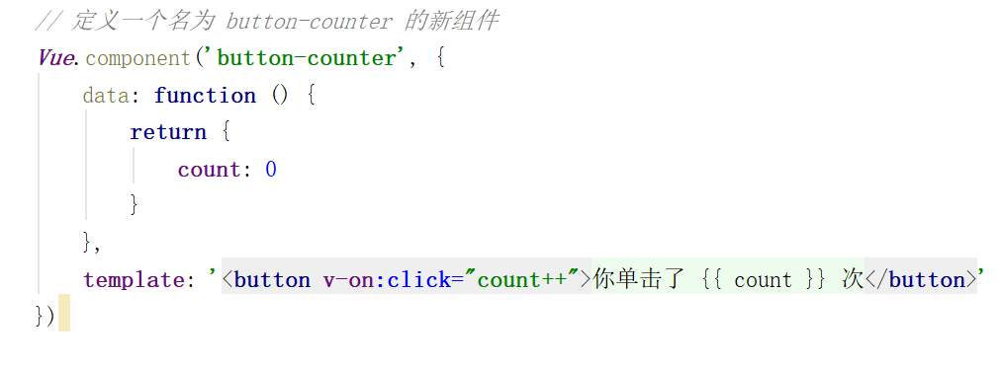 // 定义一个名为 button-counter 的新组件
Vue.component('button-counter', {
    data: function () {
        return {
            count: 0
        }
    },
    template: '<button v-on:click="count++">你单击了 {{ count }} 次</button>'
})